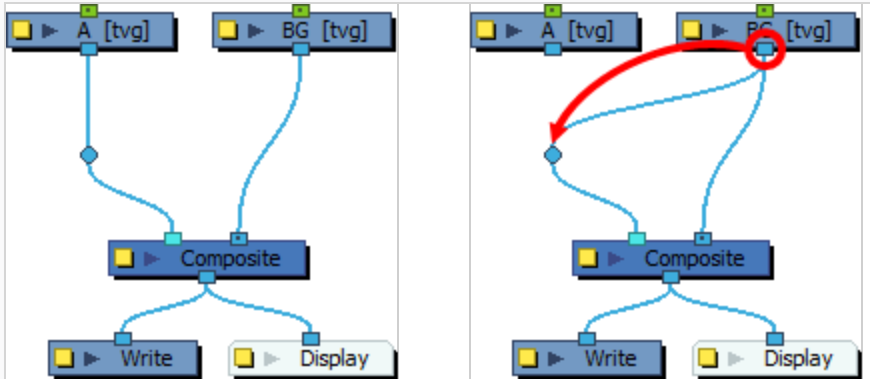 A [tvg]
BG [tvg]
Composite
Write
Display
A [tvg]
[tvg]
Composite
Write
Display